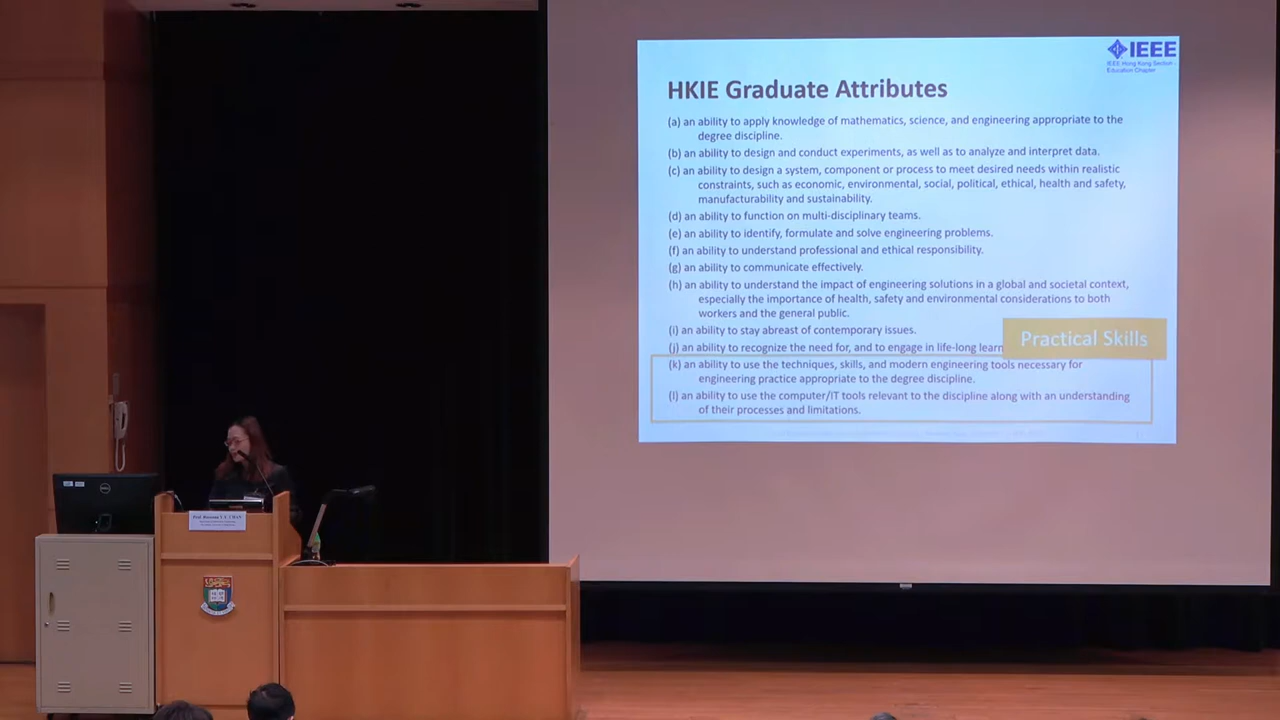 IEEE
IEEE Hong Kong Section
Education Chapter
HKIE Graduate Attributes
(a) an ability to apply knowledge of mathematics, science, and engineering appropriate to the
degree discipline.
(b) an ability to design and conduct experiments, as well as to analyze and interpret data.
(c) an ability to design a system, component or process to meet desired needs within realistic
constraints, such as economic, environmental, social, political, ethical, health and safety,
manufacturability and sustainability.
(d) an ability to function on multi-disciplinary teams.
(e) an ability to identify, formulate and solve engineering problems.
(f) an ability to understand professional and ethical responsibility.
(g) an ability to communicate effectively.
(h) an ability to understand the impact of engineering solutions in a global and societal context,
especially the importance of health, safety and environmental considerations to both
workers and the general public.
(i) an ability to stay abreast of contemporary issues.
Practical Skills
(j) an ability to recognize the need for, and to engage in life-long learn
(k) an ability to use the techniques, skills, and modern engineering tools necessary for
engineering practice appropriate to the degree discipline.
(l) an ability to use the computer/IT tools relevant to the discipline along with an understanding
of their processes and limitations.
DELL
CHAN